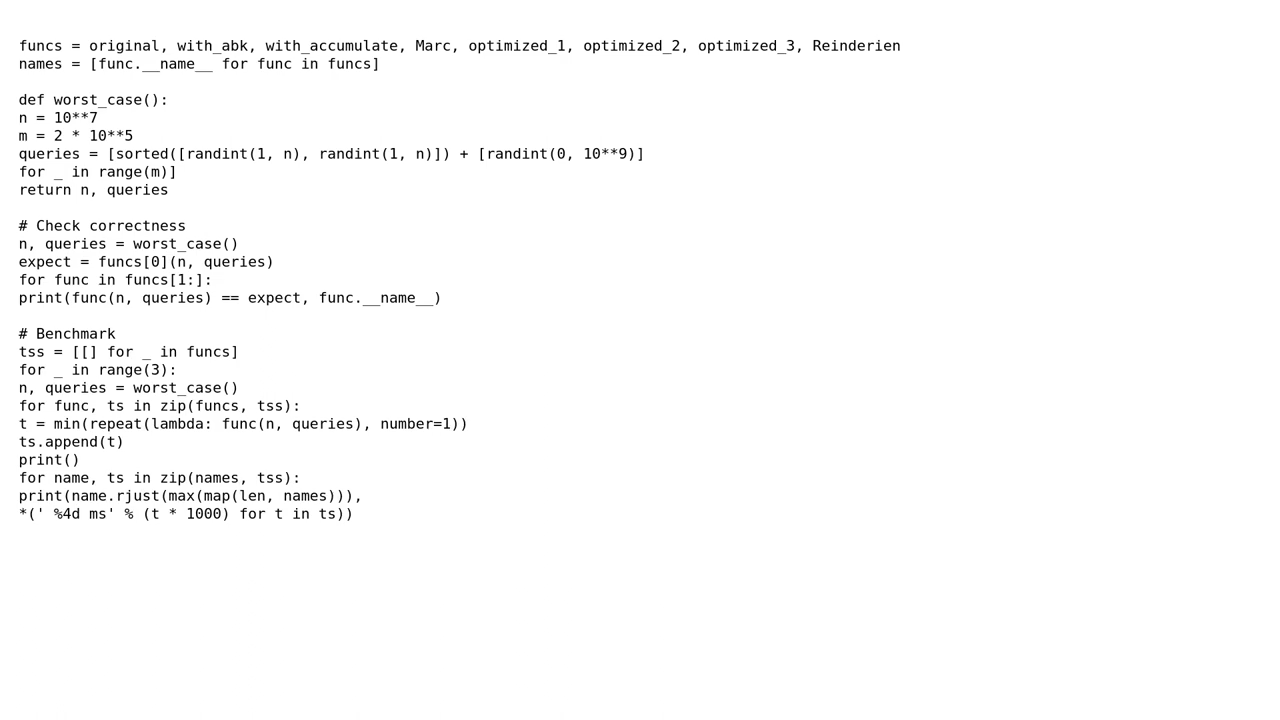 funcs = original, with_abk, with_accumulate, Marc, optimized_1, optimized_2, optimized_3, Reinderien
names = [func.__name__ for func in funcs]

def worst_case():
n = 10**7
m = 2 * 10**5
queries = [sorted([randint(1, n), randint(1, n)]) + [randint(0, 10**9)]
for _ in range(m)]
return n, queries

# Check correctness
n, queries = worst_case()
expect = funcs[0](n, queries)
for func in funcs[1:]:
print(func(n, queries) == expect, func.__name__)

# Benchmark
tss = [[] for _ in funcs]
for _ in range(3):
n, queries = worst_case()
for func, ts in zip(funcs, tss):
t = min(repeat(lambda: func(n, queries), number=1))
ts.append(t)
print()
for name, ts in zip(names, tss):
print(name.rjust(max(map(len, names))),
*(' %4d ms' % (t * 1000) for t in ts))